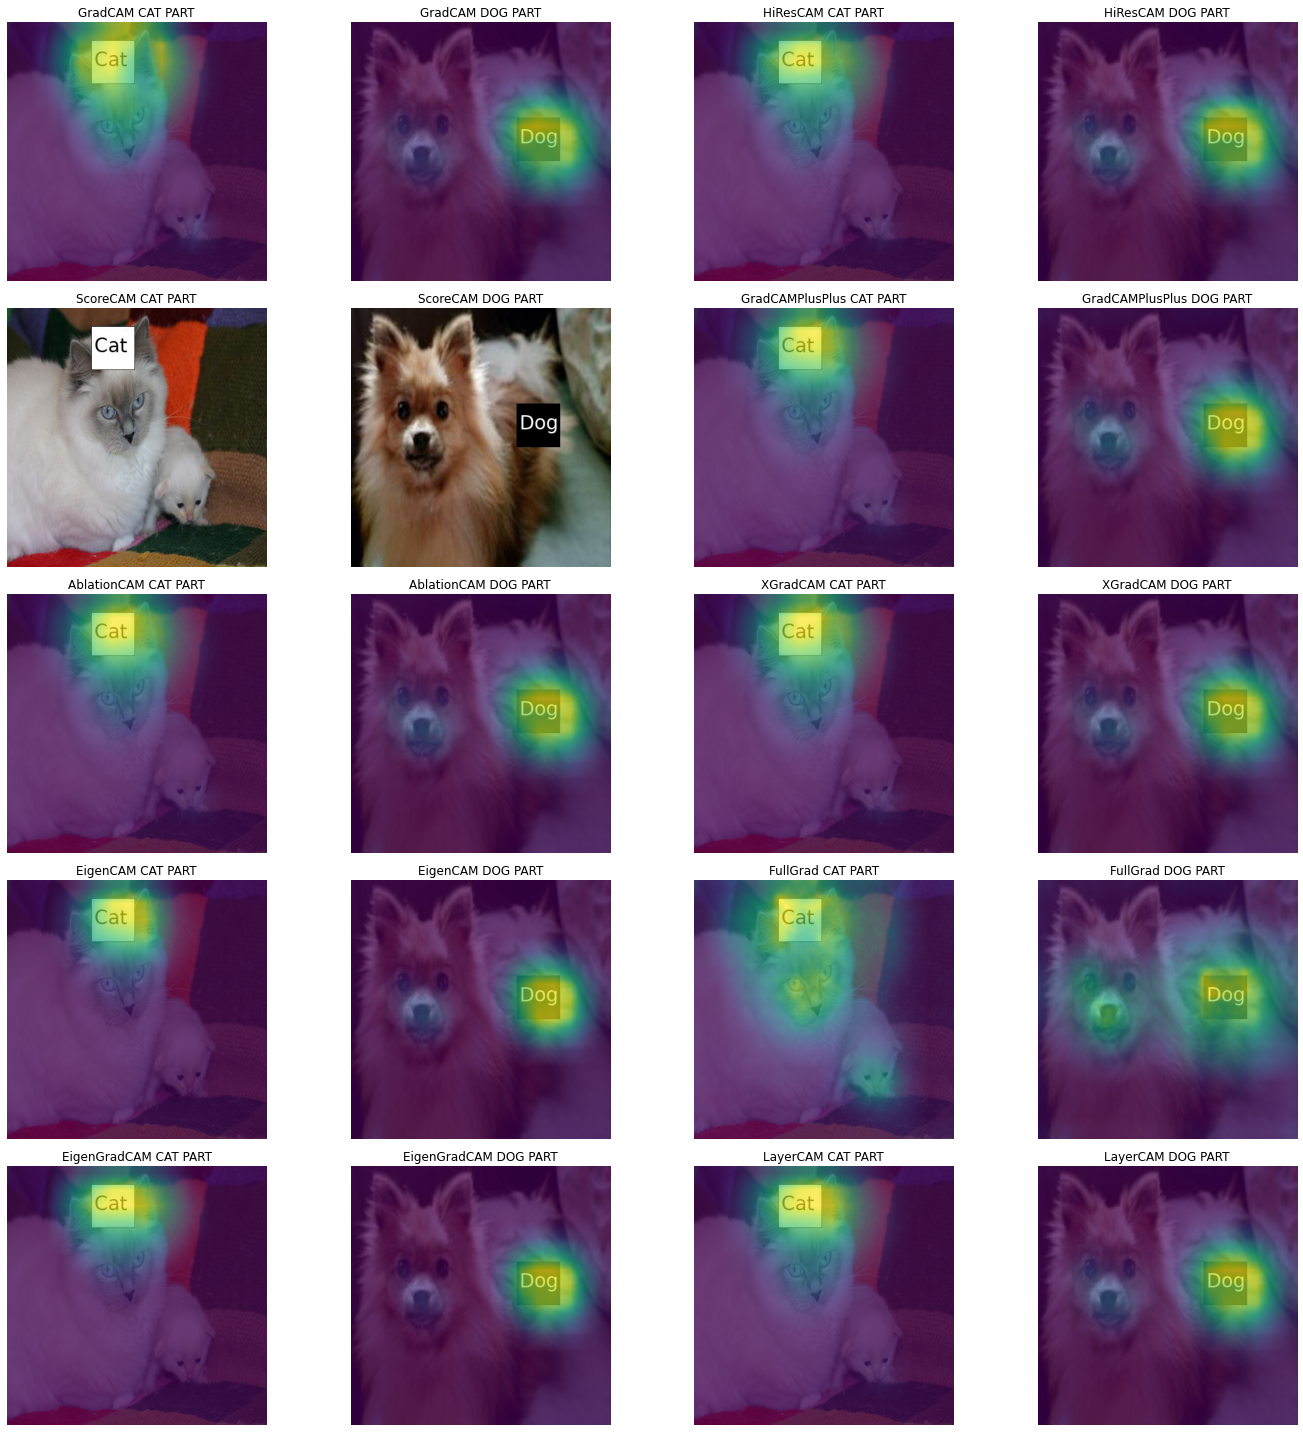 GradCAM CAT PART
GradCAM DOG PART
HiResCAM CAT PART
HiResCAM DOG PART
Cat
Dog
Cat
Dog
ScoreCAM CAT PART
ScoreCAM DOG PART
GradCAMPlusPlus CAT PART
GradCAMPlusPlus DOG PART
Cat
Dog
Cat
Dog
AblationCAM CAT PART
AblationCAM DOG PART
XGradCAM CAT PART
XGradCAM DOG PART
Cat
Dog
Cat
Dog
EigenCAM CAT PART
EigenCAM DOG PART
FullGrad CAT PART
FullGrad DOG PART
Cat
Dog
Cat
Dog
EigenGradCAM CAT PART
EigenGradCAM DOG PART
LayerCAM CAT PART
LayerCAM DOG PART
Cat
Dog
Cat
Dog